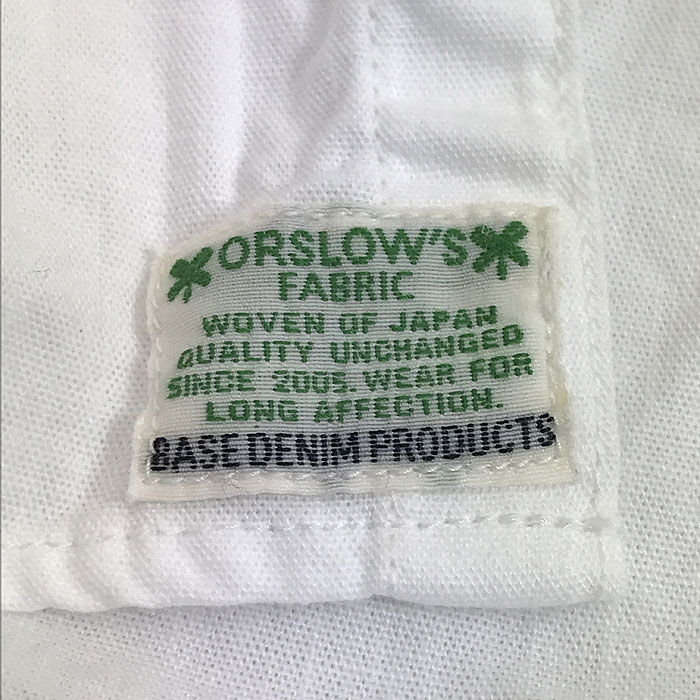 ORSLOW'S
FABRIC
WOVEN OF JAPAN
QUALITY UNCHANGED
SINCE 2005. WEAR FOR
LONG AFFECTION.
BASE DENIM PRODUCTS